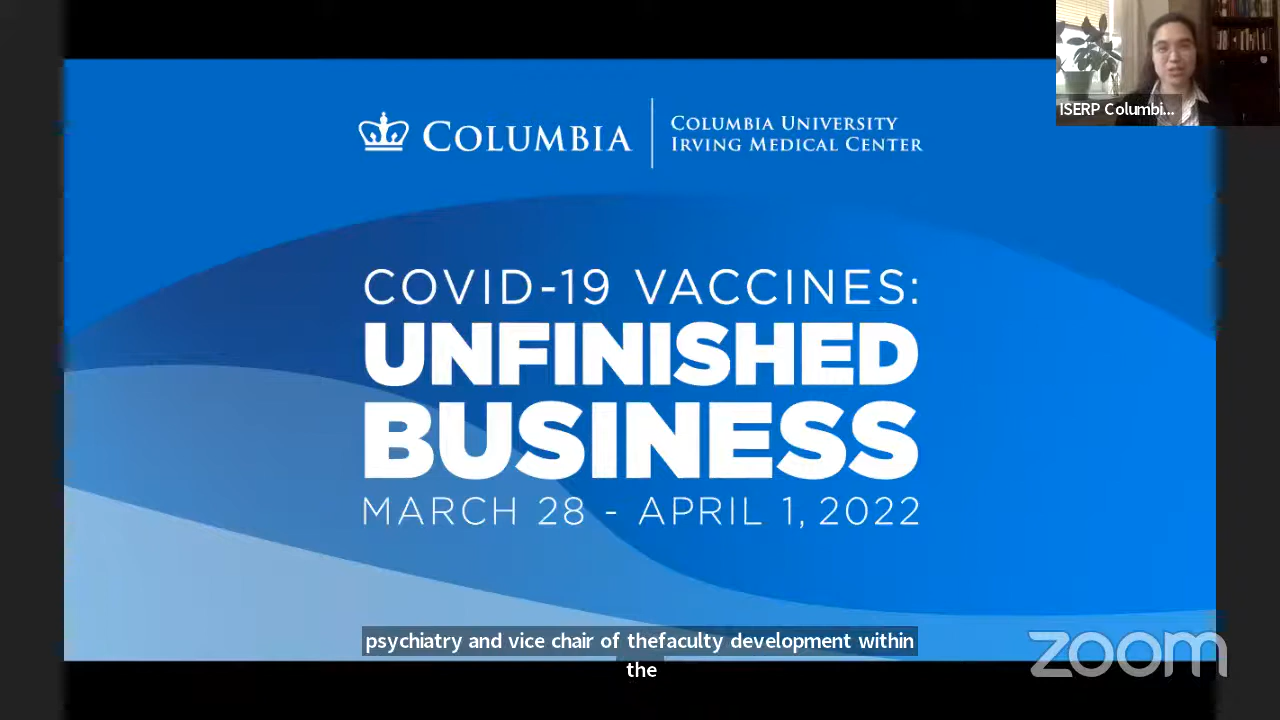 COLUMBIA
COLUMBIA UNIVERSITY
IRVING MEDICAL CENTER
ISERP Columbi...
COVID-19 VACCINES:
UNFINISHED
BUSINESS
MARCH 28 - APRIL 1, 2022
psychiatry and vice chair of thefaculty development within
the
zoom